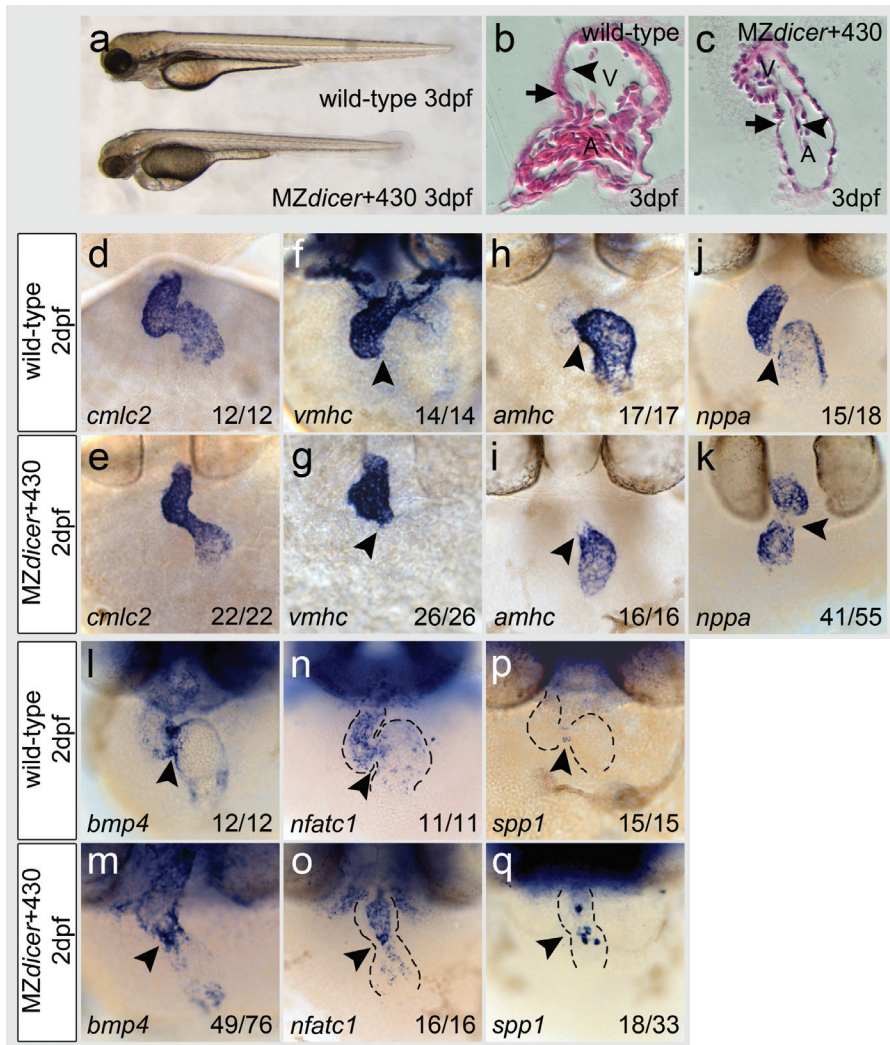 a
wild-type 3dpf
MZdicer+430 3dpf
b
wild-type
V
A
3dpf
c
MZdicer+430
V
A
3dpf
wild-type
2dpf
d
cmlc2 12/12
f
vmhc 14/14
h
amhc 17/17
j
nppa 15/18
MZdicer+430
2dpf
e
cmlc2 22/22
g
vmhc 26/26
i
amhc 16/16
k
nppa 41/55
wild-type
2dpf
l
bmp4 12/12
n
nfatc1 11/11
p
spp1 15/15
MZdicer+430
2dpf
m
bmp4 49/76
o
nfatc1 16/16
q
spp1 18/33